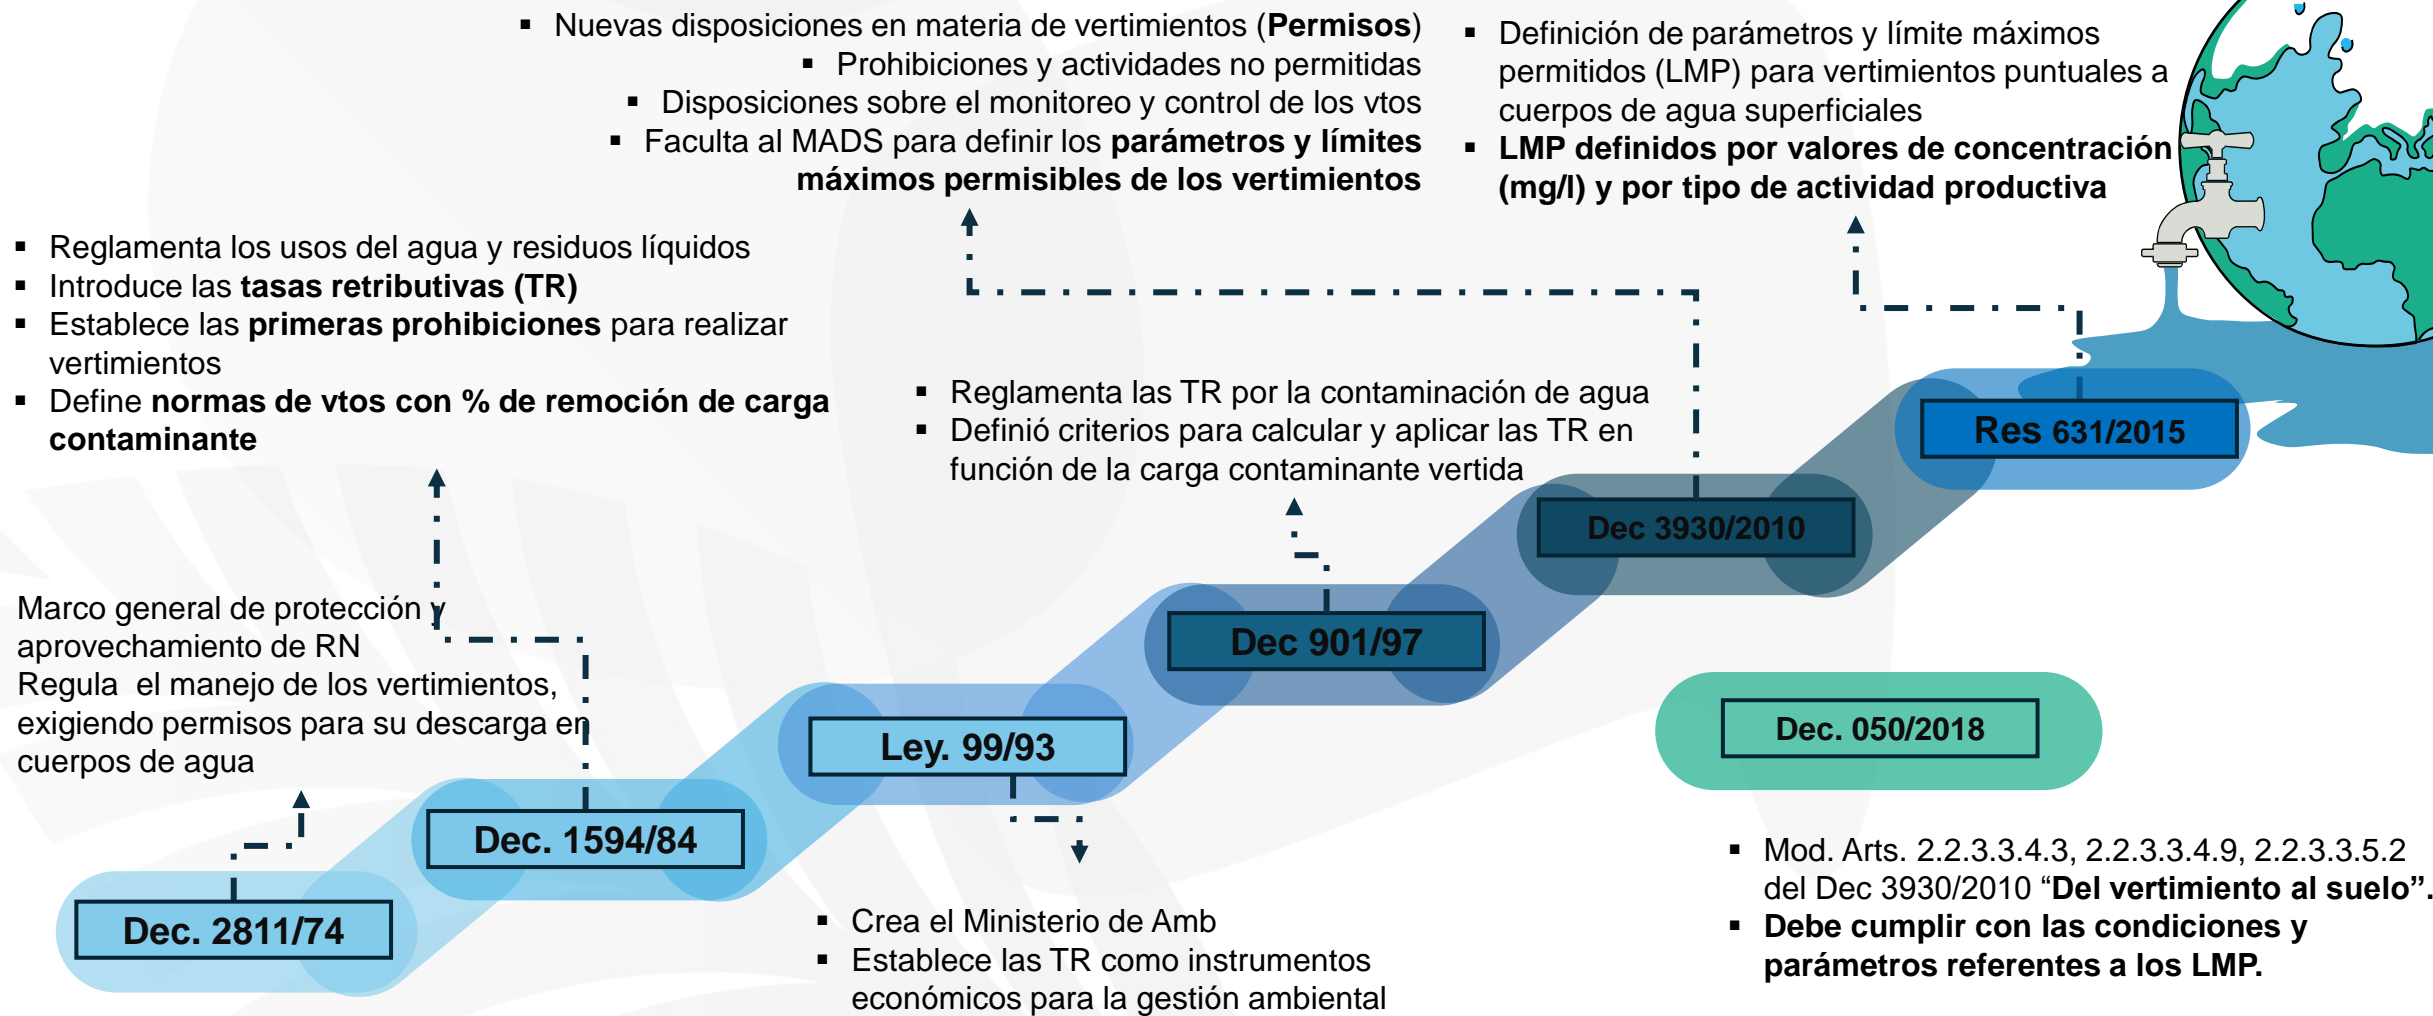 ▪ Nuevas disposiciones en materia de vertimientos (Permisos)
▪ Prohibiciones y actividades no permitidas
▪ Disposiciones sobre el monitoreo y control de los vtos
▪ Faculta al MADS para definir los parámetros y límites
máximos permisibles de los vertimientos
▪ Definición de parámetros y límite máximos
permitidos (LMP) para vertimientos puntuales a
cuerpos de agua superficiales
▪ LMP definidos por valores de concentración
(mg/l) y por tipo de actividad productiva
▪ Reglamenta los usos del agua y residuos líquidos
▪ Introduce las tasas retributivas (TR)
▪ Establece las primeras prohibiciones para realizar
vertimientos
▪ Define normas de vtos con % de remoción de carga
contaminante
▪ Reglamenta las TR por la contaminación de agua
▪ Definió criterios para calcular y aplicar las TR en
función de la carga contaminante vertida
Res 631/2015
Dec 3930/2010
Marco general de protección y
aprovechamiento de RN
Regula  el manejo de los vertimientos,
exigiendo permisos para su descarga en
cuerpos de agua
Dec 901/97
Dec. 050/2018
Ley. 99/93
Dec. 1594/84
Dec. 2811/74
▪ Crea el Ministerio de Amb
▪ Establece las TR como instrumentos
económicos para la gestión ambiental
▪ Mod. Arts. 2.2.3.3.4.3, 2.2.3.3.4.9, 2.2.3.3.5.2
del Dec 3930/2010 “Del vertimiento al suelo”.
▪ Debe cumplir con las condiciones y
parámetros referentes a los LMP.